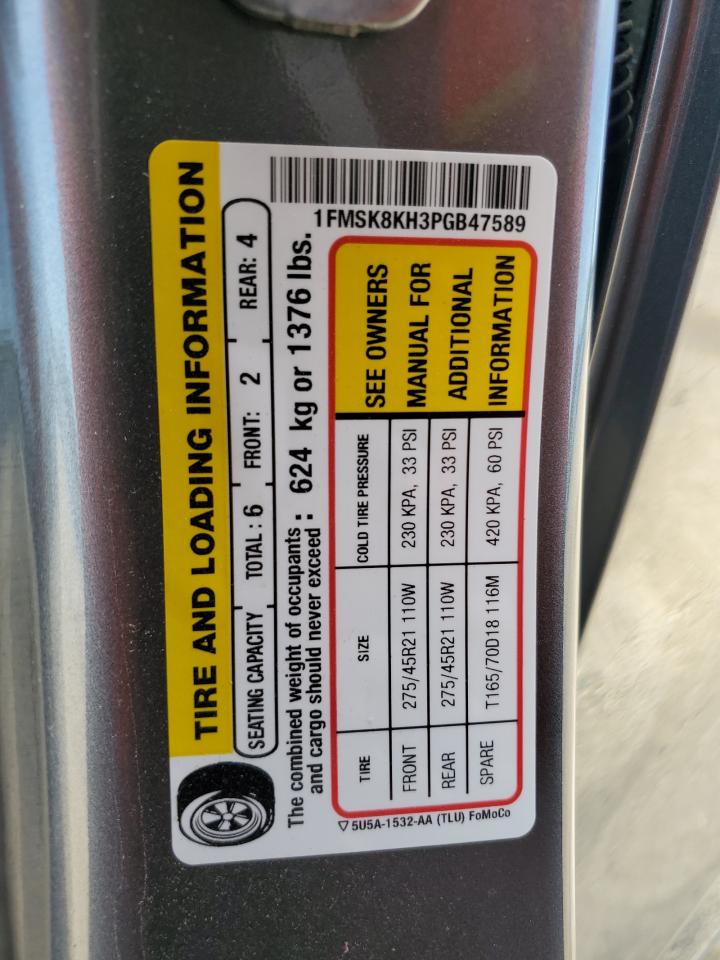 TIRE AND LOADING INFORMATION
SEATING CAPACITY TOTAL : 6 FRONT: 2 REAR: 4
The combined weight of occupants
and cargo should never exceed : 624 kg or 1376 lbs.
1FMSK8KH3PGB47589
TIRE SIZE COLD TIRE PRESSURE
FRONT 275/45R21 110W 230 KPA, 33 PSI
REAR 275/45R21 110W 230 KPA, 33 PSI
SPARE T165/70D18 116M 420 KPA, 60 PSI
SEE OWNERS
MANUAL FOR
ADDITIONAL
INFORMATION
▽ 5U5A-1532-AA (TLU) FoMoCo